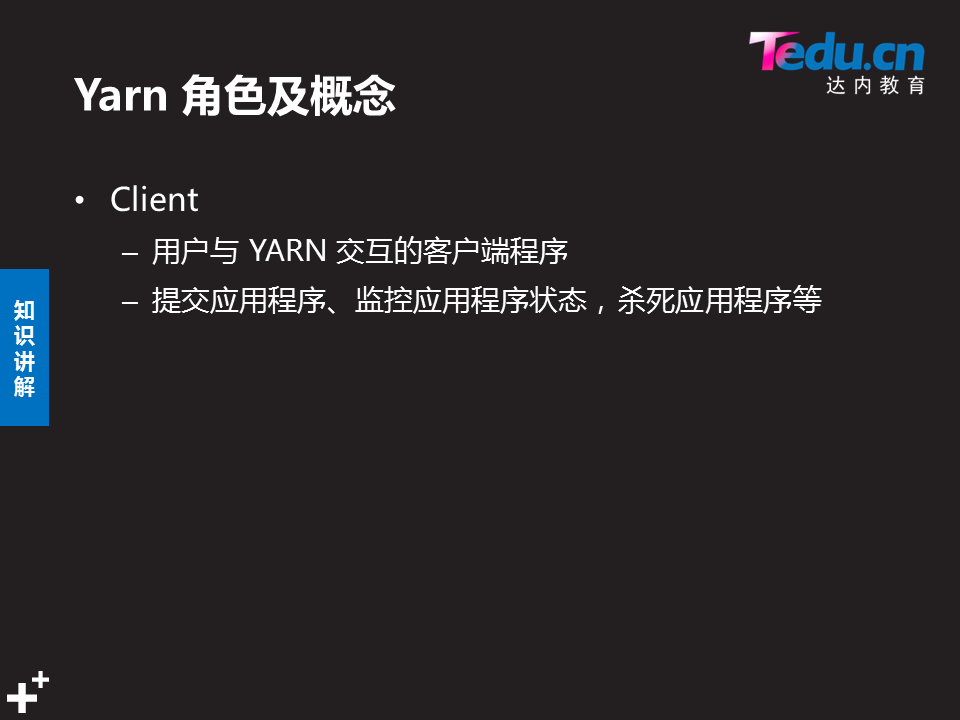 Tedu.cn
达内教育
Yarn 角色及概念
• Client
– 用户与 YARN 交互的客户端程序
– 提交应用程序、监控应用程序状态，杀死应用程序等
知
识
讲
解